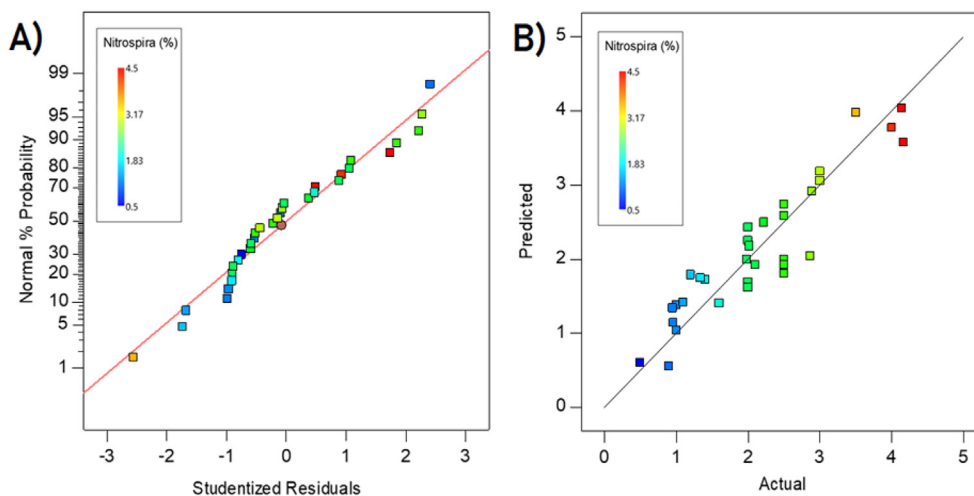 A)
Nitrospira (%)
4.5
3.17
1.83
0.5
Normal % Probability
99
95
90
80
70
50
30
20
10
5
1
-3 -2 -1 0 1 2 3
Studentized Residuals
B)
Nitrospira (%)
4.5
3.17
1.83
0.5
Predicted
5
4
3
2
1
0
0 1 2 3 4 5
Actual